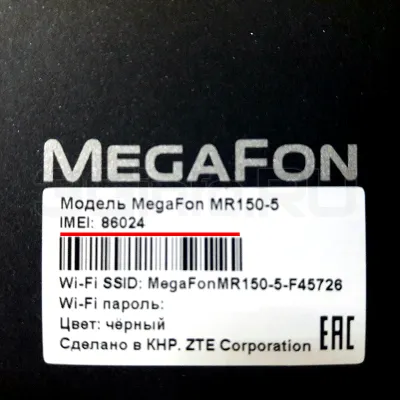 MEGAFON
Модель MegaFon MR150-5
IMEI: 86024
Wi-Fi SSID: MegaFonMR150-5-F45726
Wi-Fi пароль:
Цвет: чёрный
Сделано в КНР. ZTE Corporation
EAC